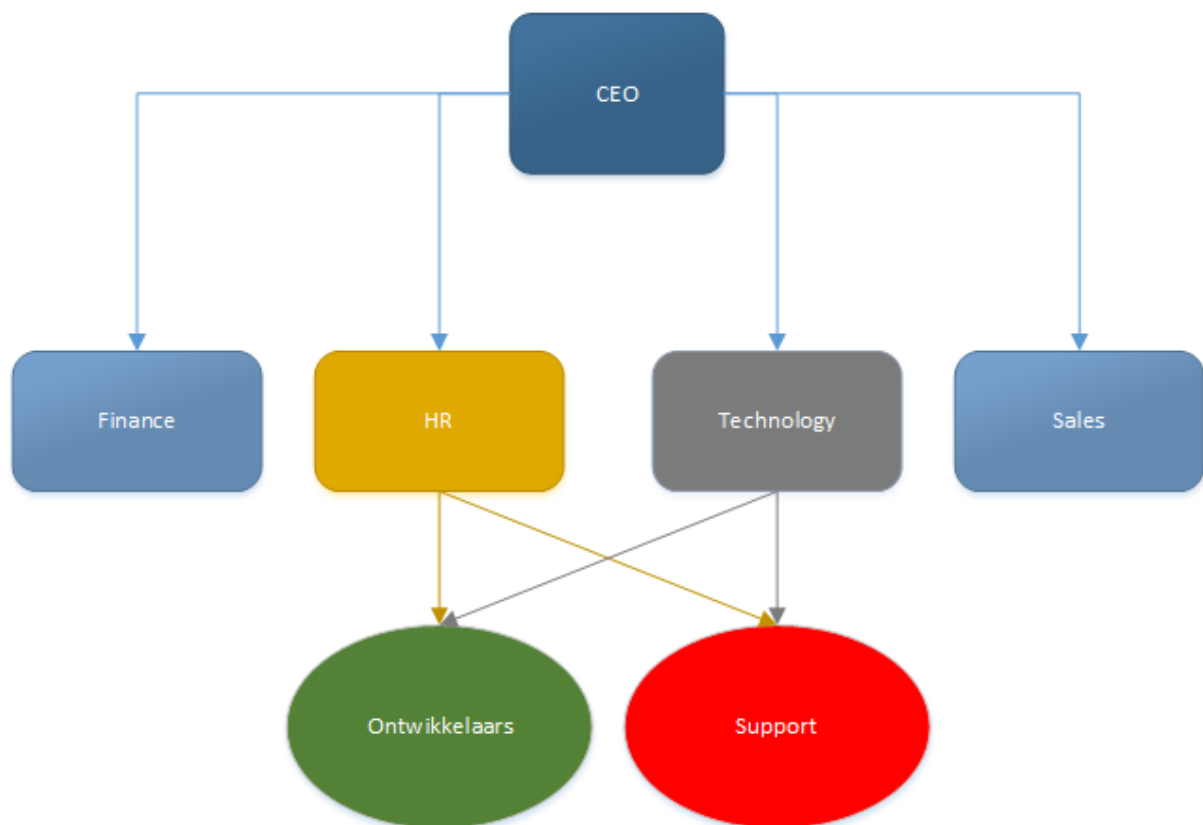 CEO
Finance
HR
Technology
Sales
Ontwikkelaars
Support